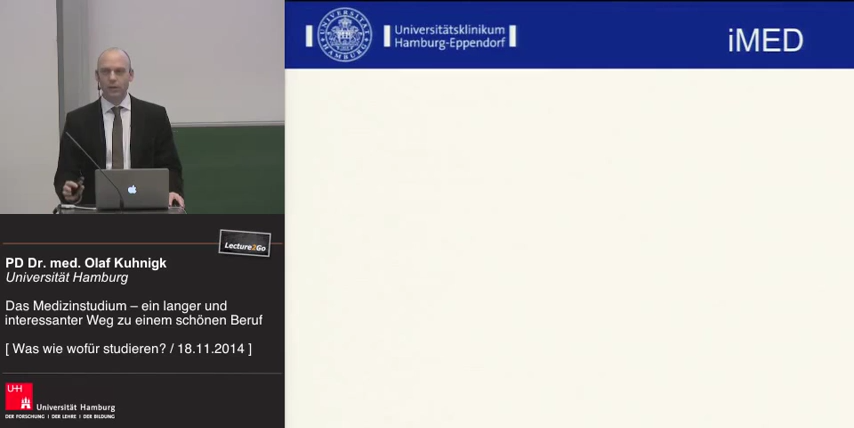 Universitätsklinikum
Hamburg-Eppendorf
iMED
Lecture2Go
PD Dr. med. Olaf Kuhnigk
Universität Hamburg
Das Medizinstudium – ein langer und
interessanter Weg zu einem schönen Beruf
[ Was wie wofür studieren? / 18.11.2014 ]
UH
Universität Hamburg
DER FORSCHUNG | DER LEHRE | DER BILDUNG